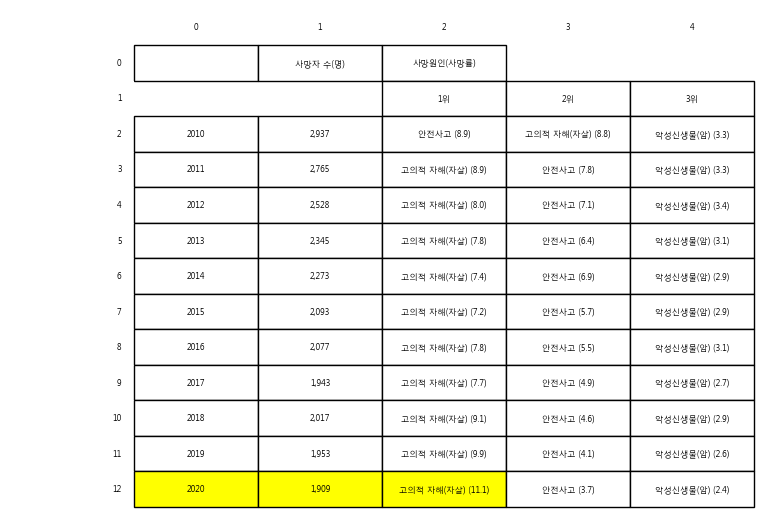 0 1 2 3 4
0 사망자 수(명) 사망원인(사망률)
1 1위 2위 3위
2 2010 2,937 안전사고 (8.9) 고의적 자해(자살) (8.8) 악성신생물(암) (3.3)
3 2011 2,765 고의적 자해(자살) (8.9) 안전사고 (7.8) 악성신생물(암) (3.3)
4 2012 2,528 고의적 자해(자살) (8.0) 안전사고 (7.1) 악성신생물(암) (3.4)
5 2013 2,345 고의적 자해(자살) (7.8) 안전사고 (6.4) 악성신생물(암) (3.1)
6 2014 2,273 고의적 자해(자살) (7.4) 안전사고 (6.9) 악성신생물(암) (2.9)
7 2015 2,093 고의적 자해(자살) (7.2) 안전사고 (5.7) 악성신생물(암) (2.9)
8 2016 2,077 고의적 자해(자살) (7.8) 안전사고 (5.5) 악성신생물(암) (3.1)
9 2017 1,943 고의적 자해(자살) (7.7) 안전사고 (4.9) 악성신생물(암) (2.7)
10 2018 2,017 고의적 자해(자살) (9.1) 안전사고 (4.6) 악성신생물(암) (2.9)
11 2019 1,953 고의적 자해(자살) (9.9) 안전사고 (4.1) 악성신생물(암) (2.6)
12 2020 1,909 고의적 자해(자살) (11.1) 안전사고 (3.7) 악성신생물(암) (2.4)